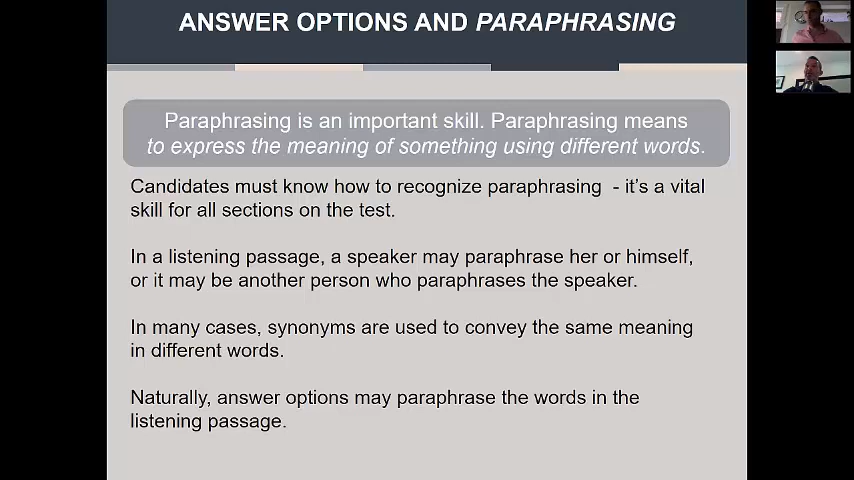 ANSWER OPTIONS AND PARAPHRASING
Paraphrasing is an important skill. Paraphrasing means
to express the meaning of something using different words.
Candidates must know how to recognize paraphrasing - it's a vital
skill for all sections on the test.
In a listening passage, a speaker may paraphrase her or himself,
or it may be another person who paraphrases the speaker.
In many cases, synonyms are used to convey the same meaning
in different words.
Naturally, answer options may paraphrase the words in the
listening passage.